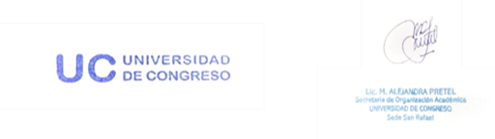 UC UNIVERSIDAD
DE CONGRESO
Lic. M. ALEJANDRA PRETEL
Secretaria de Organización Académica
UNIVERSIDAD DE CONGRESO
Sede San Rafael